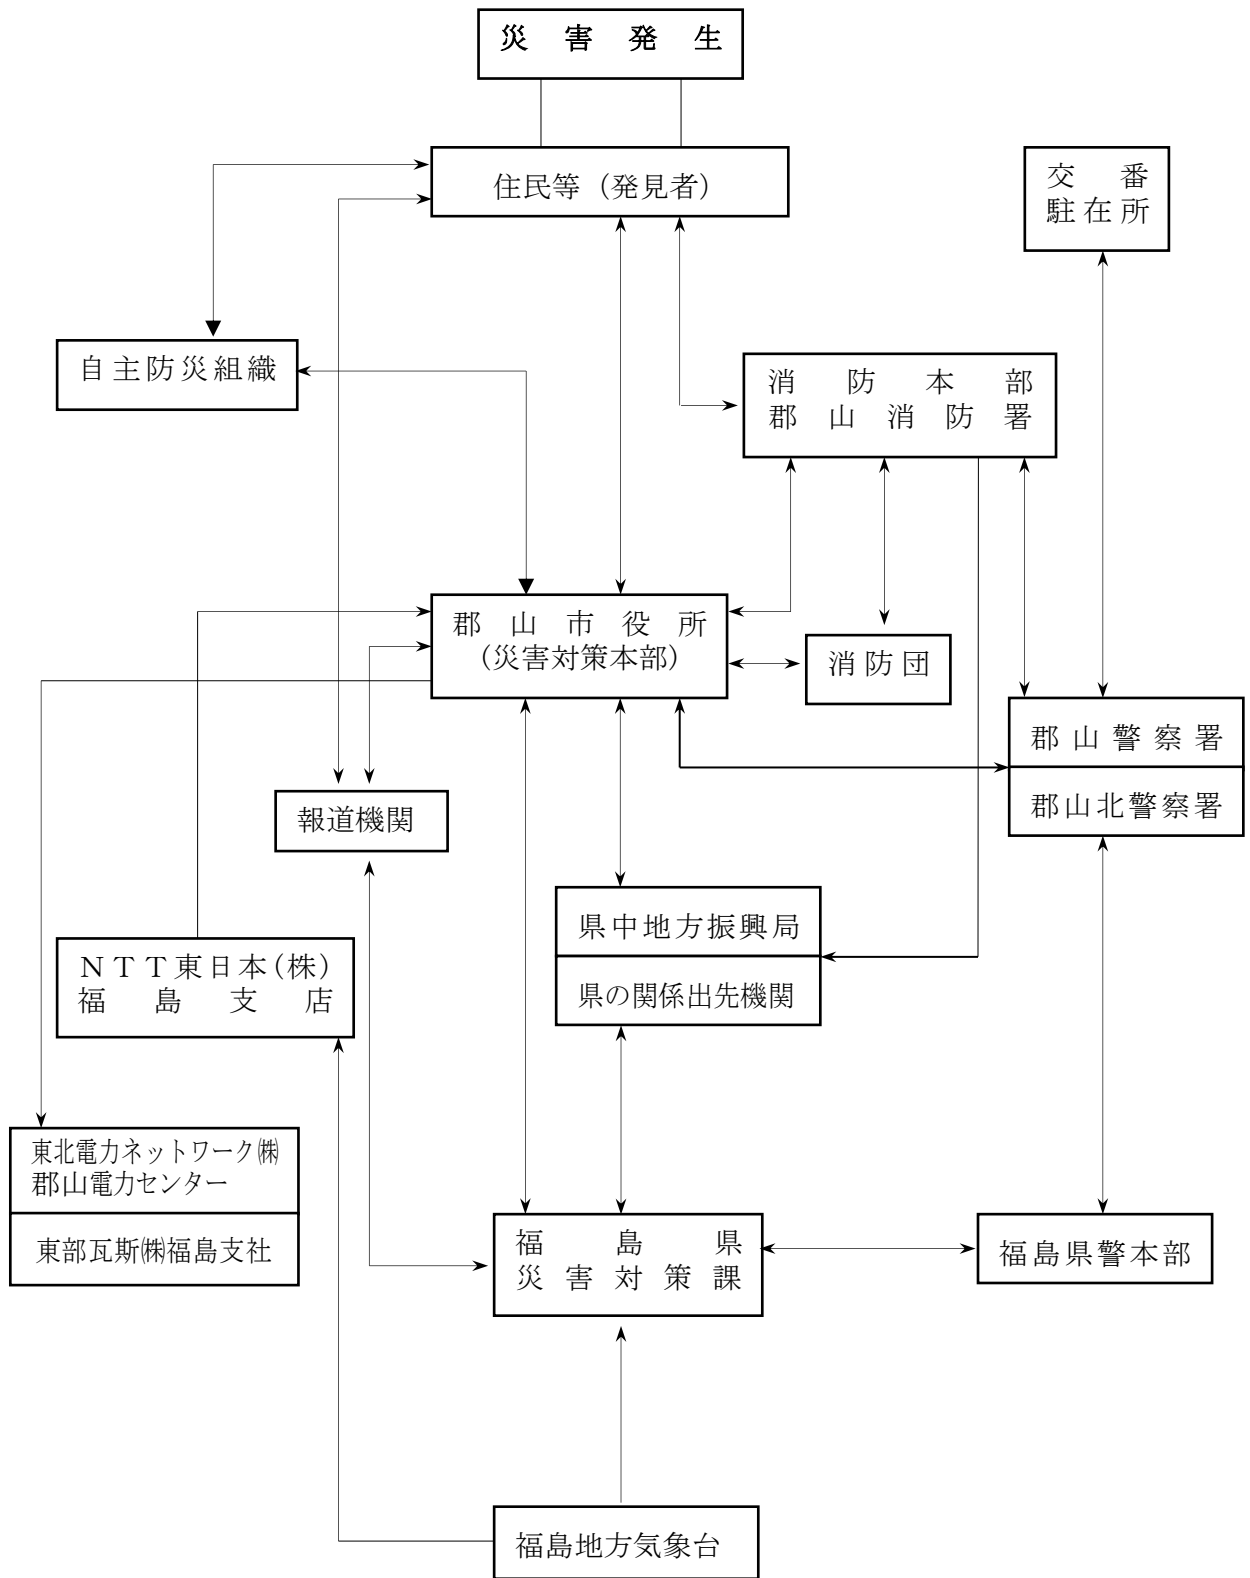 災害発生
住民等（発見者）
交番
駐在所
自主防災組織
消防本部
郡山消防署
郡山市役所
（災害対策本部）
消防団
郡山警察署
郡山北警察署
報道機関
県中地方振興局
県の関係出先機関
ＮＴＴ東日本（株）
福島支店
東北電力ネットワーク㈱
郡山電力センター
東部瓦斯㈱福島支社
福島県
災害対策課
福島県警本部
福島地方気象台